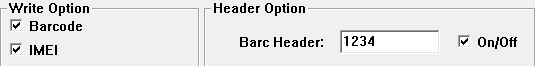 Write Option
Barcode
IMEI
Header Option
Barc Header: 1234 On/Off